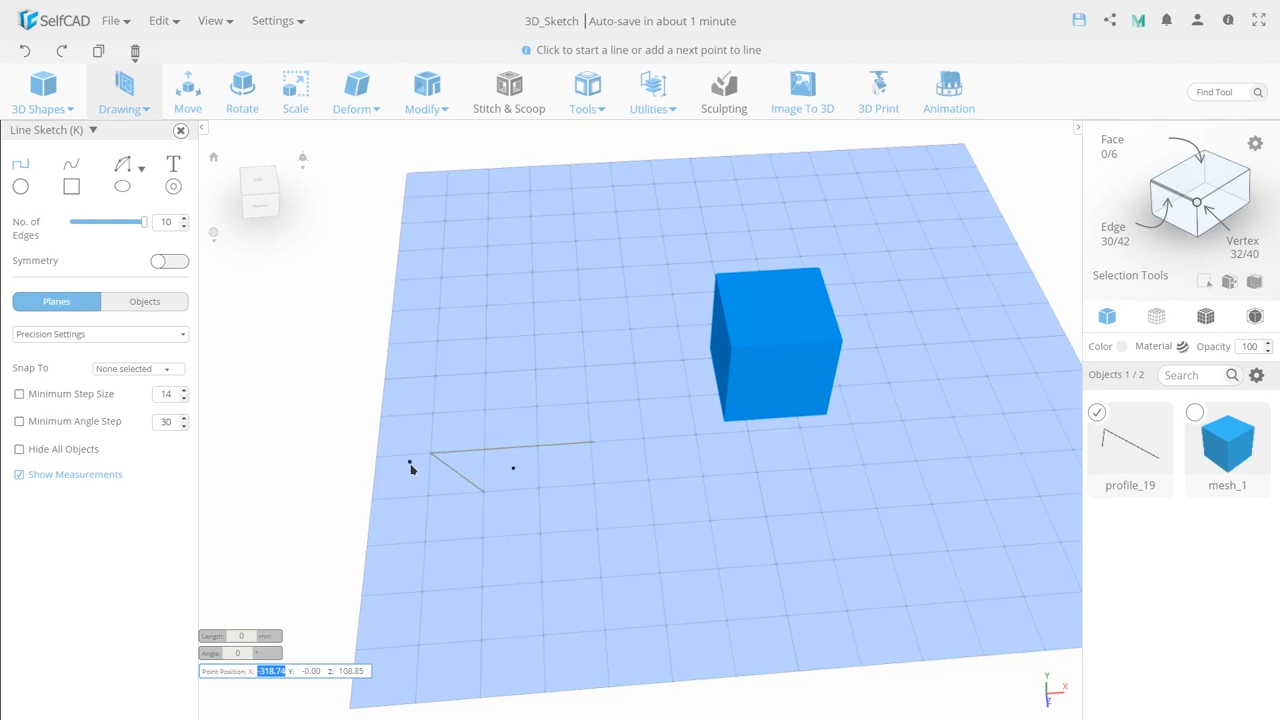 SelfCAD File Edit View Settings 3D_Sketch | Auto-save in about 1 minute
Click to start a line or add a next point to line
3D Shapes Drawing Move Rotate Scale Deform Modify Stitch & Scoop Tools Utilities Sculpting Image To 3D 3D Print Animation Find Tool
Line Sketch (K)
T
No. of
Edges
10
Symmetry
Planes Objects
Precision Settings
Snap To None selected
Minimum Step Size 14
Minimum Angle Step 30
Hide All Objects
Show Measurements
Length: 0 mm
Angle: 0 °
Point Position: X: -318.74 Y: -0.00 Z: 108.85
Face
0/6
Edge
30/42
Vertex
32/40
Selection Tools
Color Material Opacity 100
Objects 1 / 2 Search
profile_19 mesh_1
Y
X